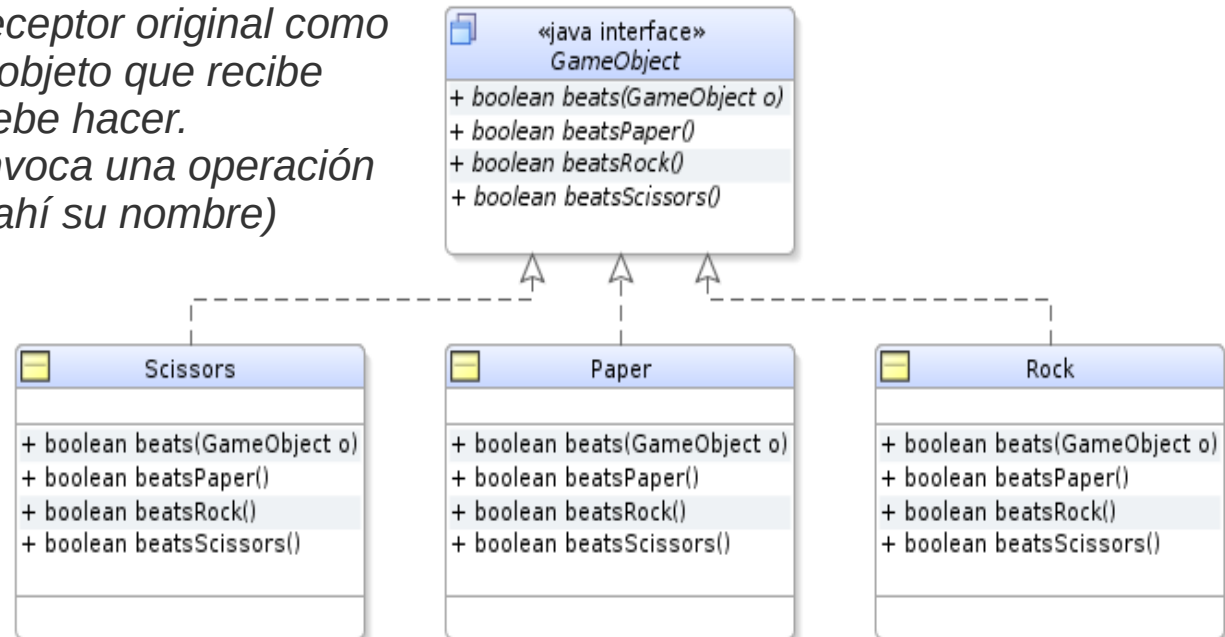 eceptor original como
objeto que recibe
ebe hacer.
nvoca una operación
ahí su nombre)
«java interface»
GameObject
+ boolean beats(GameObject o)
+ boolean beatsPaper()
+ boolean beatsRock()
+ boolean beatsScissors()
Scissors
+ boolean beats(GameObject o)
+ boolean beatsPaper()
+ boolean beatsRock()
+ boolean beatsScissors()
Paper
+ boolean beats(GameObject o)
+ boolean beatsPaper()
+ boolean beatsRock()
+ boolean beatsScissors()
Rock
+ boolean beats(GameObject o)
+ boolean beatsPaper()
+ boolean beatsRock()
+ boolean beatsScissors()